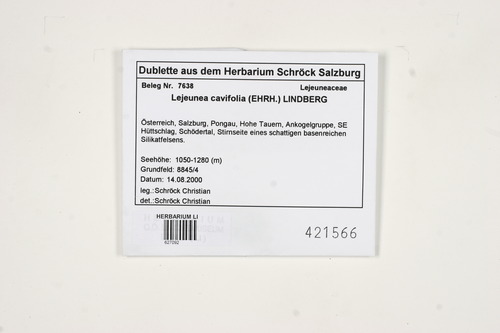 Dublette aus dem Herbarium Schröck Salzburg
Beleg Nr. 7638 Lejeuneaceae
Lejeunea cavifolia (EHRH.) LINDBERG
Österreich, Salzburg, Pongau, Hohe Tauern, Ankogelgruppe, SE
Hüttschlag, Schödertal, Stirnseite eines schattigen basenreichen
Silikatfelsens.
Seehöhe: 1050-1280 (m)
Grundfeld: 8845/4
Datum: 14.08.2000
leg.:Schröck Christian
det.:Schröck Christian
HERBARIUM LI
627092
421566